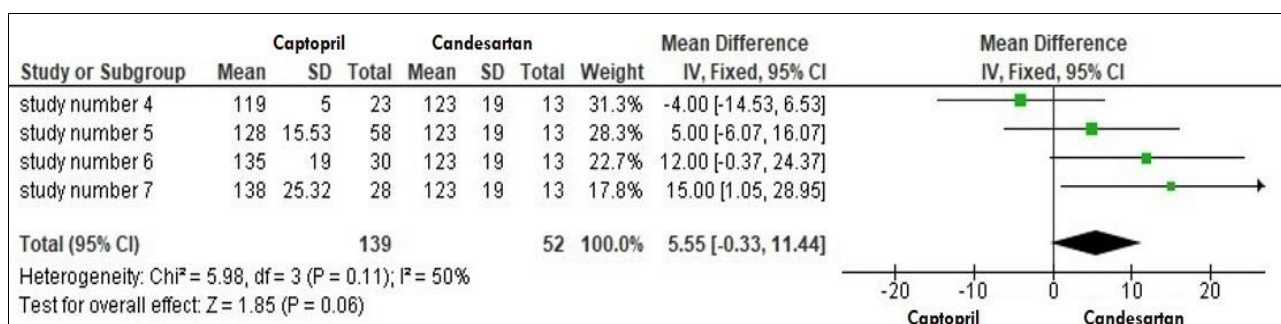 Captopril Candesartan Mean Difference Mean Difference
Study or Subgroup Mean SD Total Mean SD Total Weight IV, Fixed, 95% CI IV, Fixed, 95% CI
study number 4 119 5 23 123 19 13 31.3% -4.00 [-14.53, 6.53]
study number 5 128 15.53 58 123 19 13 28.3% 5.00 [-6.07, 16.07]
study number 6 135 19 30 123 19 13 22.7% 12.00 [-0.37, 24.37]
study number 7 138 25.32 28 123 19 13 17.8% 15.00 [1.05, 28.95]
Total (95% CI) 139 52 100.0% 5.55 [-0.33, 11.44]
Heterogeneity: Chi² = 5.98, df = 3 (P = 0.11); I² = 50%
Test for overall effect: Z = 1.85 (P = 0.06)
-20 -10 0 10 20
Captopril Candesartan